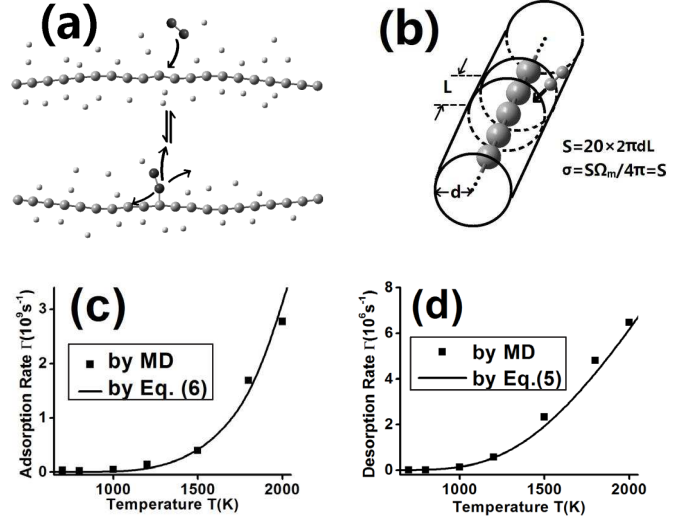 (a)
(b)
L
d
S=20×2πdL
σ=SΩm/4π=S
(c)
Adsorption Rate Γ(10⁹s⁻¹)
3
2
1
0
by MD
by Eq. (6)
1000
1500
2000
Temperature T(K)
(d)
Desorption Rate Γ(10⁶s⁻¹)
8
6
4
2
0
by MD
by Eq.(5)
1000
1500
2000
Temperature T(K)